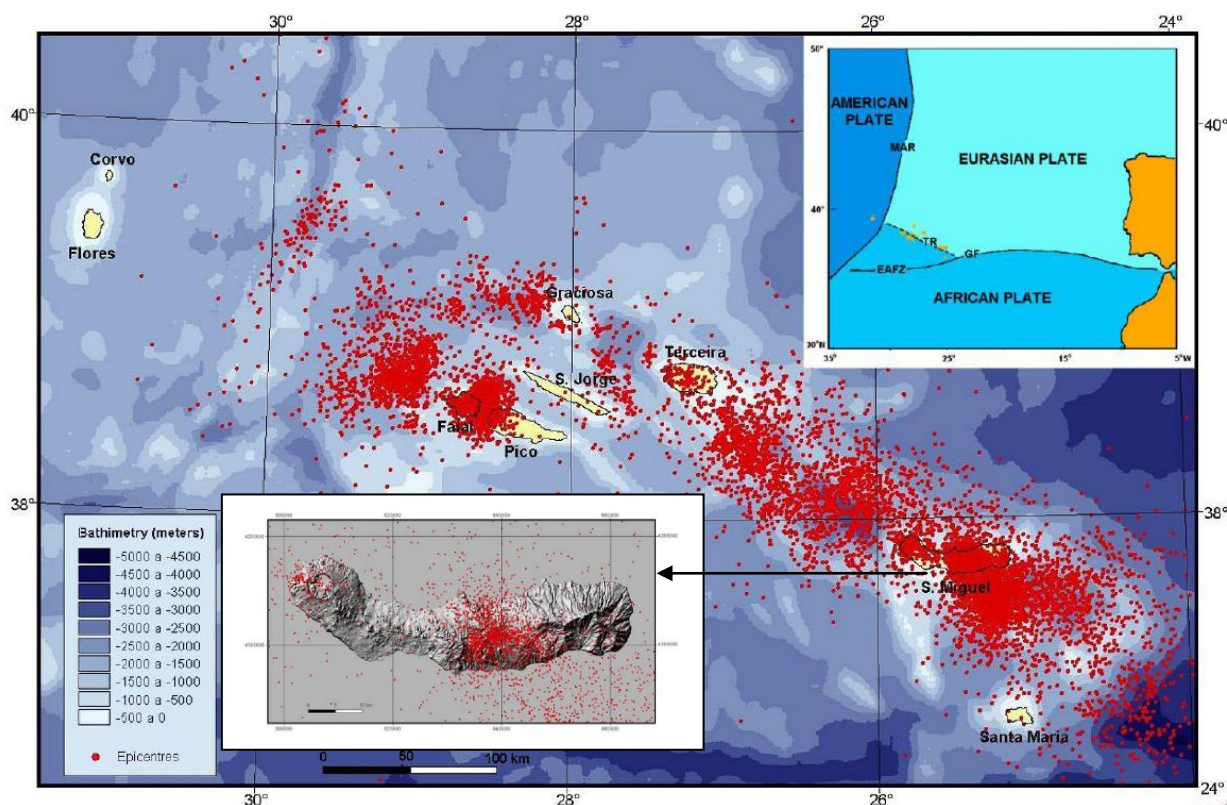 30°
28°
24°
40°
40°
Corvo
Flores
Graciosa
Terceira
S. Jorge
Faial
Pico
26°
50°
AMERICAN
PLATE
MAR
EURASIAN PLATE
40°
TR
GF
EAFZ
AFRICAN PLATE
30°N
35°
25°
15°
5°W
38°
38°
S. Miguel
Santa Maria
Bathimetry (meters)
-5000 a -4500
-4500 a -4000
-4000 a -3500
-3500 a -3000
-3000 a -2500
-2500 a -2000
-2000 a -1500
-1500 a -1000
-1000 a -500
-500 a 0
Epicentres
0 50 100 km
30°
28°
26°
24°